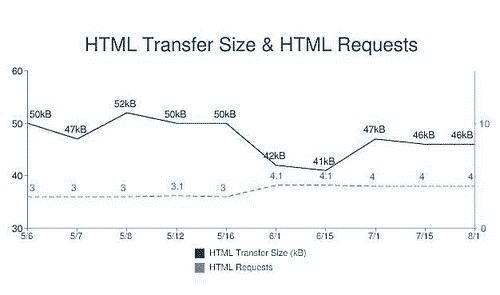 HTML Transfer Size & HTML Requests
60
50
40
30
10
0
50kB 47kB 52kB 50kB 50kB 42kB 41kB 47kB 46kB 46kB
3 3 3 3.1 3 4.1 4.1 4 4 4
5/6 5/7 5/8 5/12 5/16 6/1 6/15 7/1 7/15 8/1
HTML Transfer Size (kB)
HTML Requests